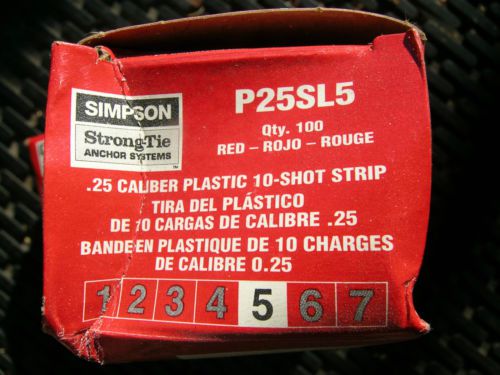 SIMPSON
Strong-Tie
ANCHOR SYSTEMS
™
P25SL5
Qty. 100
RED – ROJO – ROUGE
.25 CALIBER PLASTIC 10-SHOT STRIP
TIRA DEL PLÁSTICO
DE 10 CARGAS DE CALIBRE .25
BANDE EN PLASTIQUE DE 10 CHARGES
DE CALIBRE 0.25
1 2 3 4 5 6 7